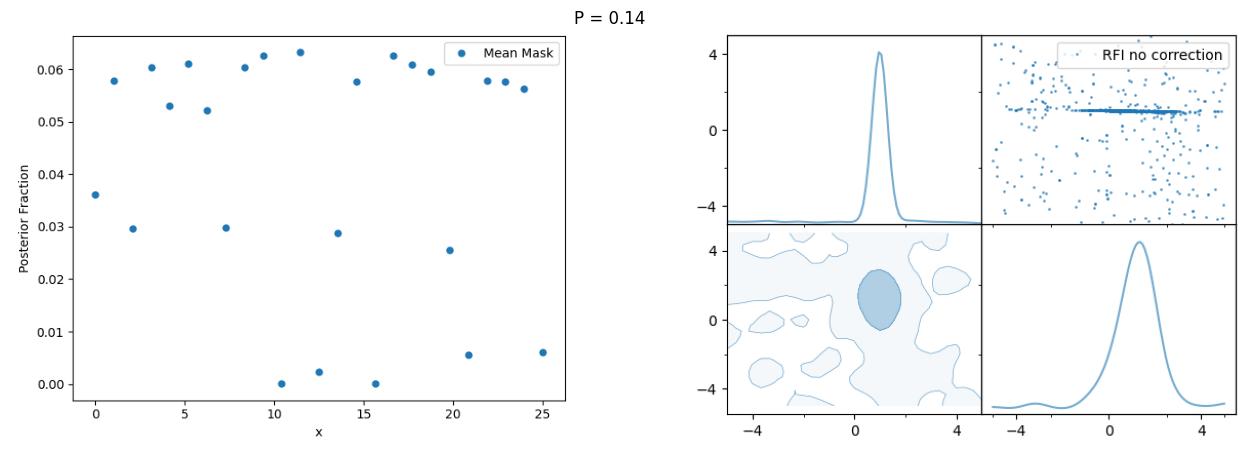 P = 0.14
Mean Mask
Posterior Fraction
0.06
0.05
0.04
0.03
0.02
0.01
0.00
0 5 10 15 20 25
x
RFI no correction
4
0
−4
4
0
−4
−4 0 4 −4 0 4